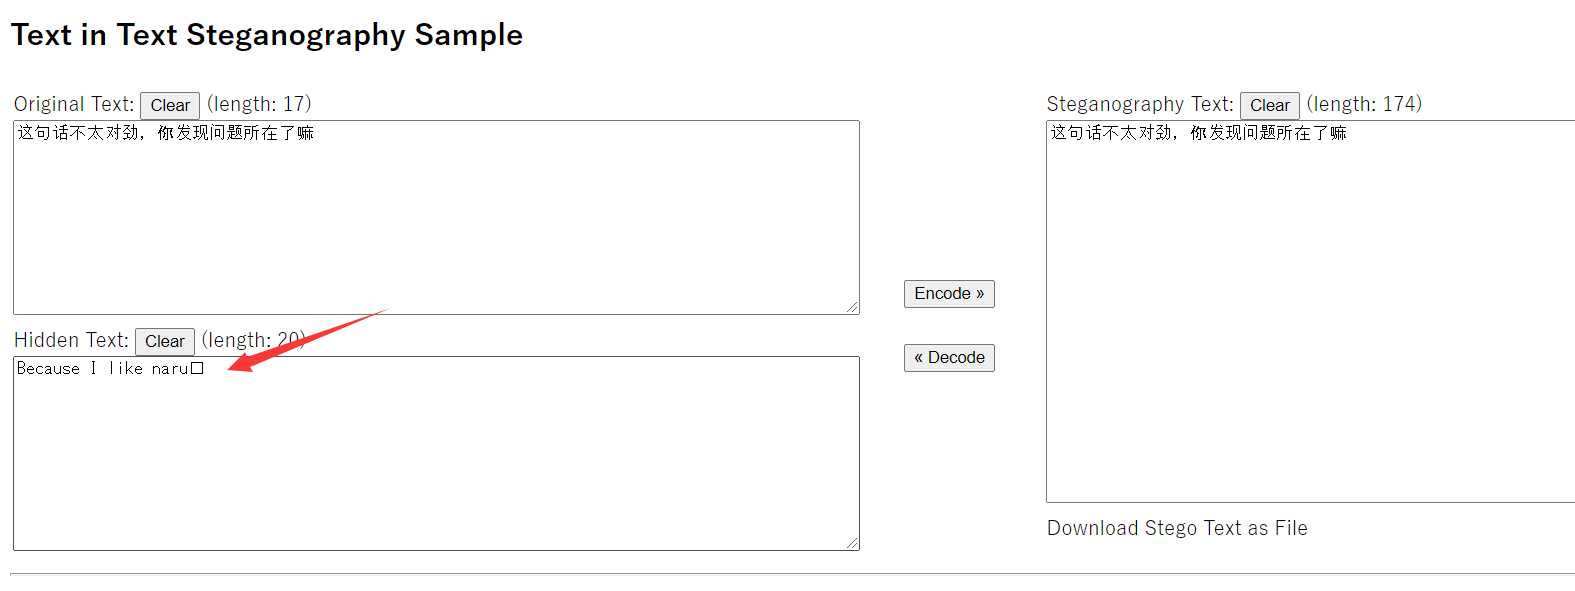 Text in Text Steganography Sample
Original Text: Clear (length: 17)
这句话不太对劲，你发现问题所在了嘛
Hidden Text: Clear (length: 20)
Because I like naru□
Encode »
« Decode
Steganography Text: Clear (length: 174)
这句话不太对劲，你发现问题所在了嘛
Download Stego Text as File